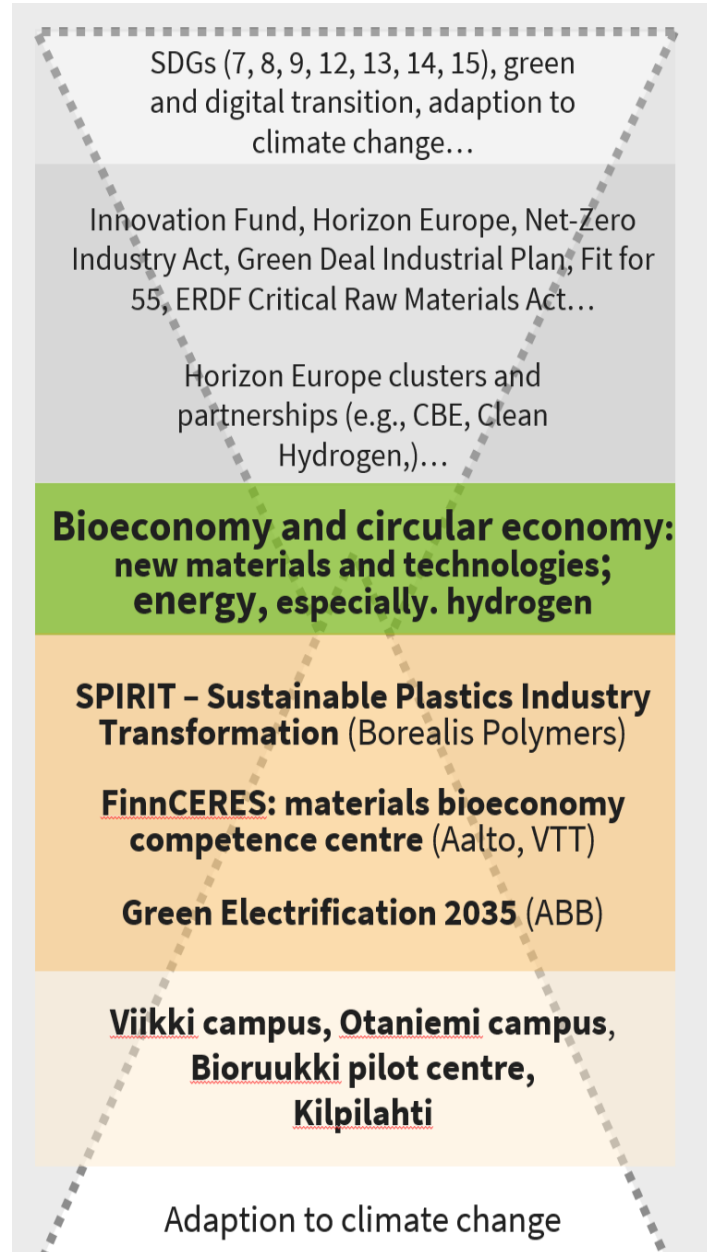 SDGs (7, 8, 9, 12, 13, 14, 15), green
and digital transition, adaption to
climate change…
Innovation Fund, Horizon Europe, Net-Zero
Industry Act, Green Deal Industrial Plan, Fit for
55, ERDF Critical Raw Materials Act…
Horizon Europe clusters and
partnerships (e.g., CBE, Clean
Hydrogen,)…
Bioeconomy and circular economy:
new materials and technologies;
energy, especially. hydrogen
SPIRIT – Sustainable Plastics Industry
Transformation (Borealis Polymers)
FinnCERES: materials bioeconomy
competence centre (Aalto, VTT)
Green Electrification 2035 (ABB)
Viikki campus, Otaniemi campus,
Bioruukki pilot centre,
Kilpilahti
Adaption to climate change